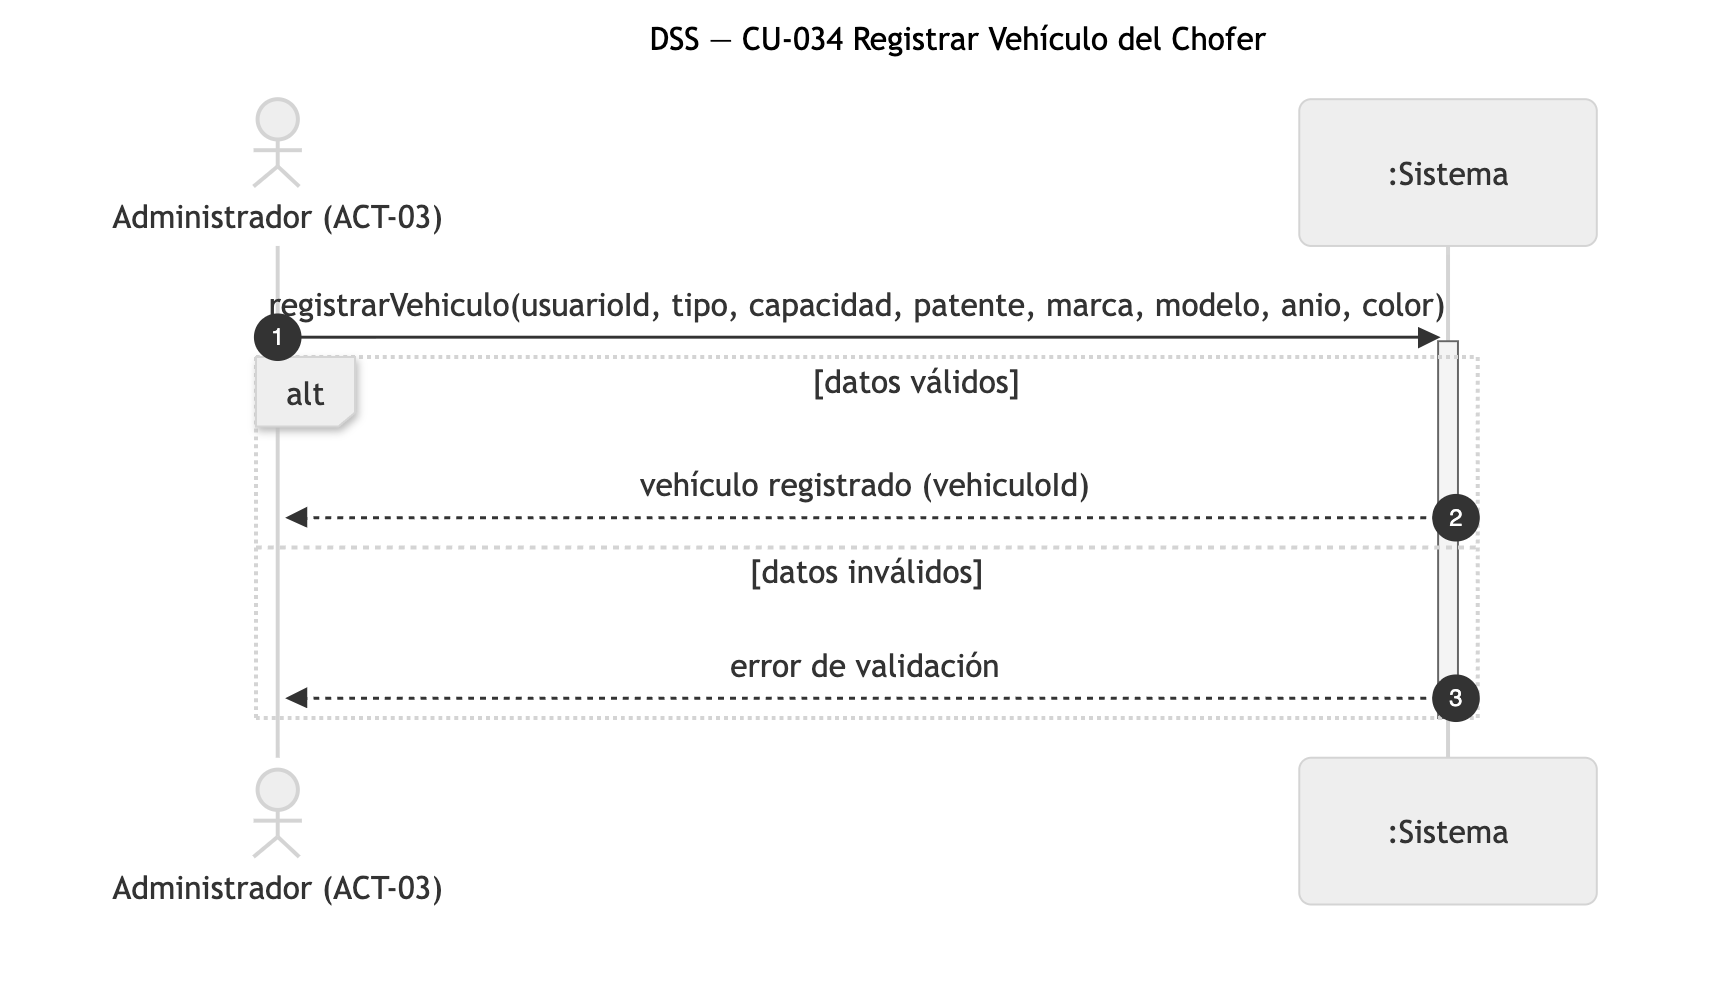 DSS — CU-034 Registrar Vehículo del Chofer
Administrador (ACT-03)
:Sistema
registrarVehiculo(usuarioId, tipo, capacidad, patente, marca, modelo, anio, color)
1
alt
[datos válidos]
vehículo registrado (vehiculoId)
2
[datos inválidos]
error de validación
3
Administrador (ACT-03)
:Sistema